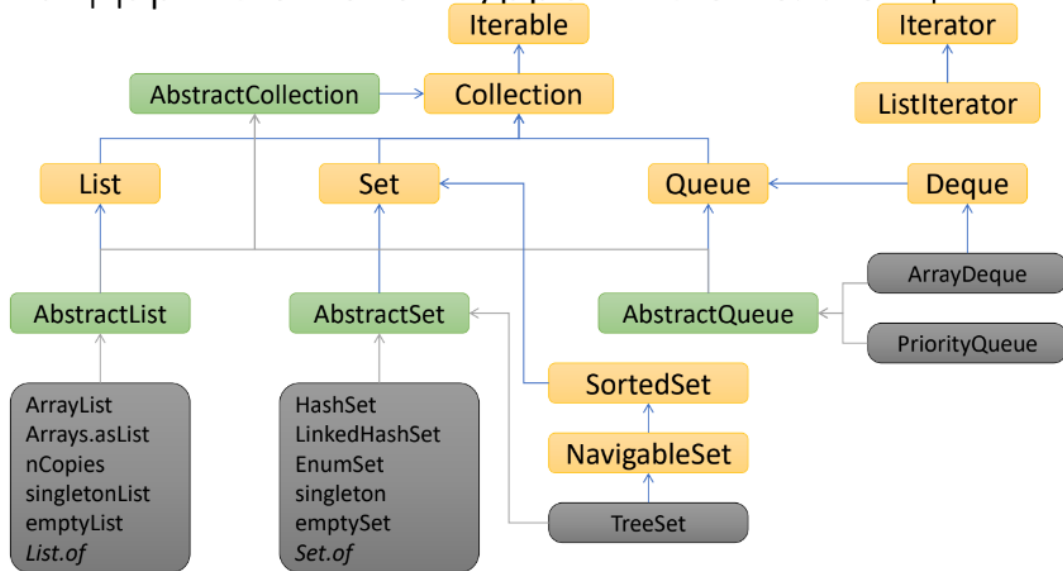 Iterable
Iterator
AbstractCollection
Collection
ListIterator
List
Set
Queue
Deque
ArrayDeque
AbstractList
AbstractSet
AbstractQueue
PriorityQueue
SortedSet
ArrayList
Arrays.asList
nCopies
singletonList
emptyList
List.of
HashSet
LinkedHashSet
EnumSet
singleton
emptySet
Set.of
NavigableSet
TreeSet